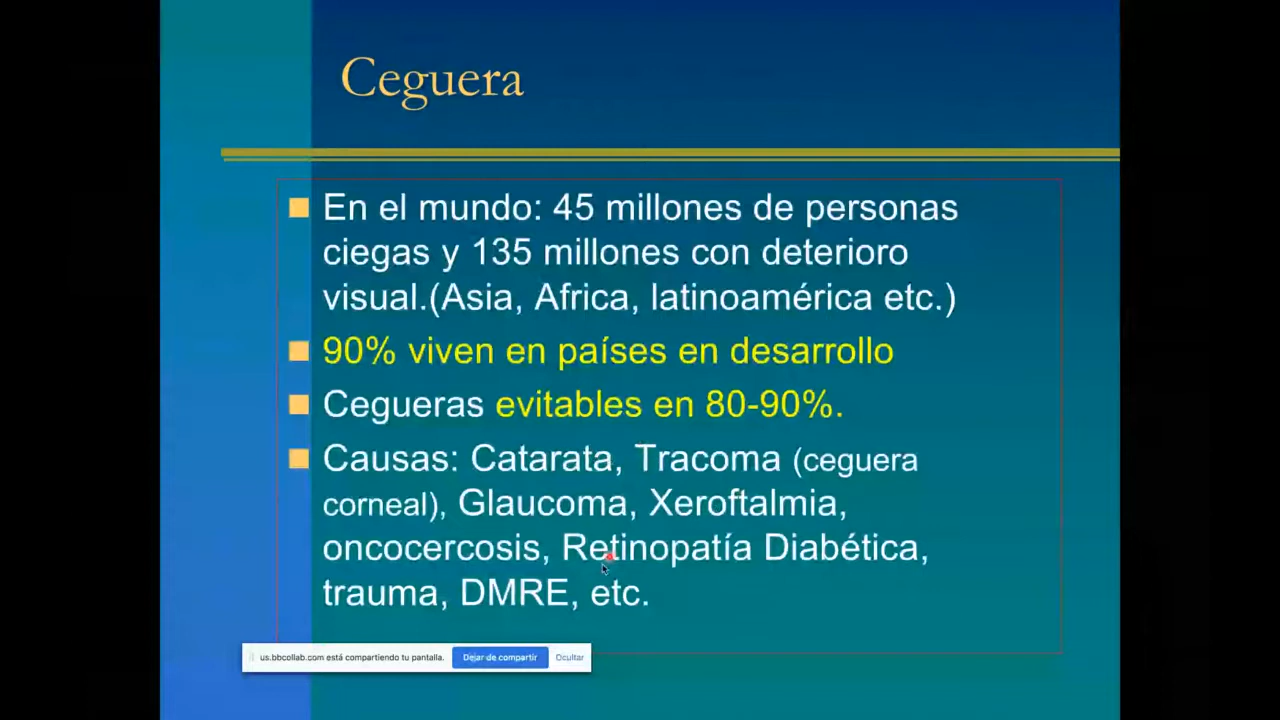 Ceguera
En el mundo: 45 millones de personas
ciegas y 135 millones con deterioro
visual.(Asia, Africa, latinoamérica etc.)
90% viven en países en desarrollo
Cegueras evitables en 80-90%.
Causas: Catarata, Tracoma (ceguera
corneal), Glaucoma, Xeroftalmia,
oncocercosis, Retinopatía Diabética,
trauma, DMRE, etc.
us.bbcollab.com está compartiendo tu pantalla. Dejar de compartir Ocultar